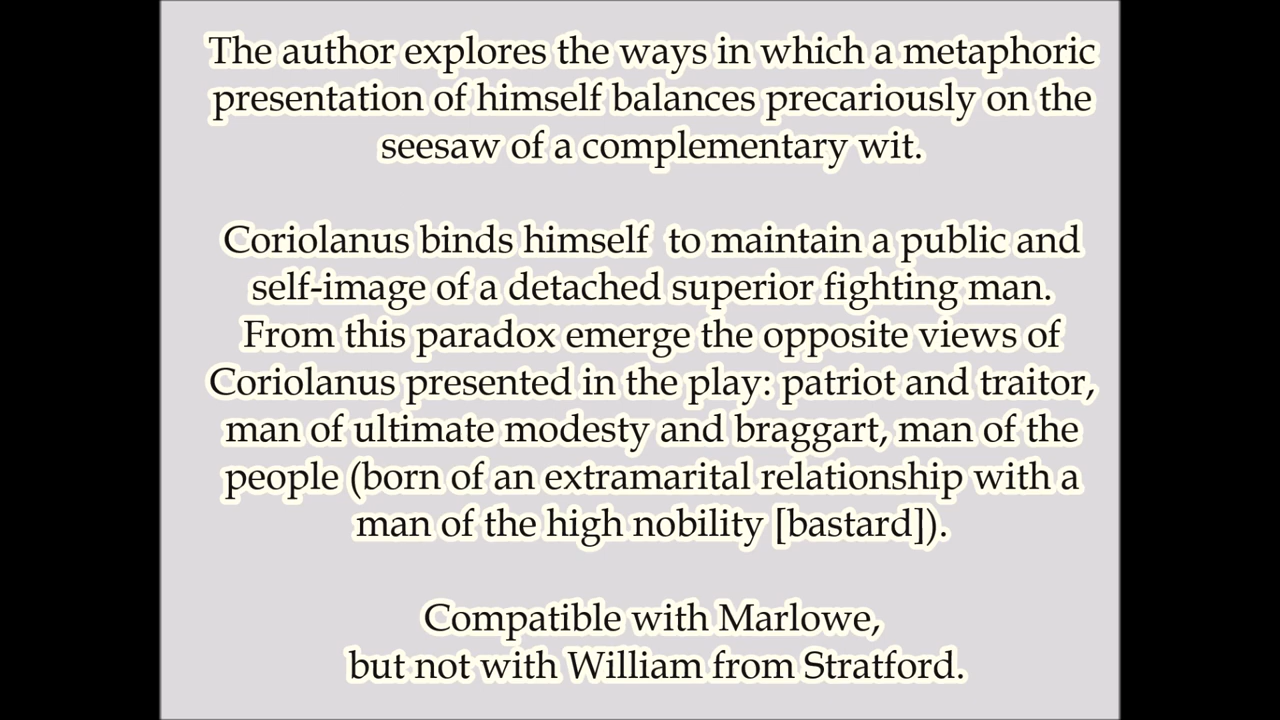 The author explores the ways in which a metaphoric
presentation of himself balances precariously on the
seesaw of a complementary wit.
Coriolanus binds himself  to maintain a public and
self-image of a detached superior fighting man.
From this paradox emerge the opposite views of
Coriolanus presented in the play: patriot and traitor,
man of ultimate modesty and braggart, man of the
people (born of an extramarital relationship with a
man of the high nobility [bastard]).
Compatible with Marlowe,
but not with William from Stratford.